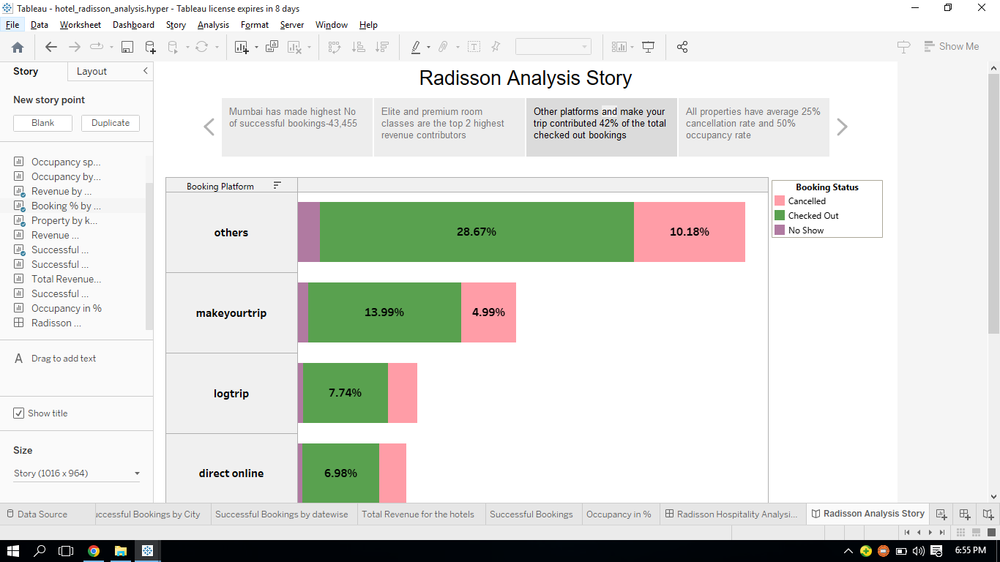 Tableau - hotel_radisson_analysis.hyper - Tableau license expires in 8 days
File Data Worksheet Dashboard Story Analysis Format Server Window Help
Show Me
Story Layout
New story point
Blank Duplicate
Occupancy sp...
Occupancy by...
Revenue by ...
Booking % by ...
Property by k...
Revenue ...
Successful ...
Successful ...
Total Revenue...
Successful ...
Occupancy in %
Radisson ...
A Drag to add text
Show title
Size
Story (1016 x 964)
Radisson Analysis Story
Mumbai has made highest No
of successful bookings-43,455
Elite and premium room
classes are the top 2 highest
revenue contributors
Other platforms and make your
trip contributed 42% of the total
checked out bookings
All properties have average 25%
cancellation rate and 50%
occupancy rate
Booking Platform
others
28.67%
10.18%
makeyourtrip
13.99%
4.99%
logtrip
7.74%
direct online
6.98%
Booking Status
Cancelled
Checked Out
No Show
Data Source
uccessful Bookings by City
Successful Bookings by datewise
Total Revenue for the hotels
Successful Bookings
Occupancy in %
Radisson Hospitality Analysi...
Radisson Analysis Story
6:55 PM